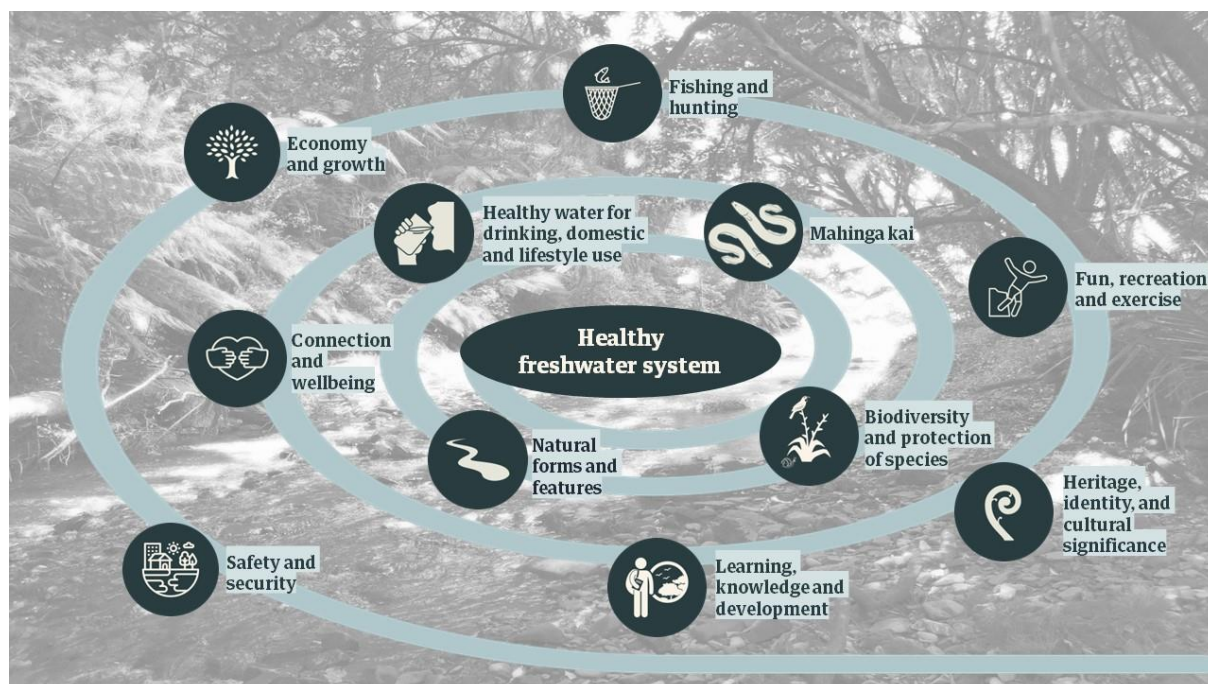 Fishing and
hunting
Economy
and growth
Healthy water for
drinking, domestic
and lifestyle use
Mahinga kai
Fun, recreation
and exercise
Healthy
freshwater system
Connection
and
wellbeing
Natural
forms and
features
Biodiversity
and protection
of species
Heritage,
identity, and
cultural
significance
Safety and
security
Learning,
knowledge and
development